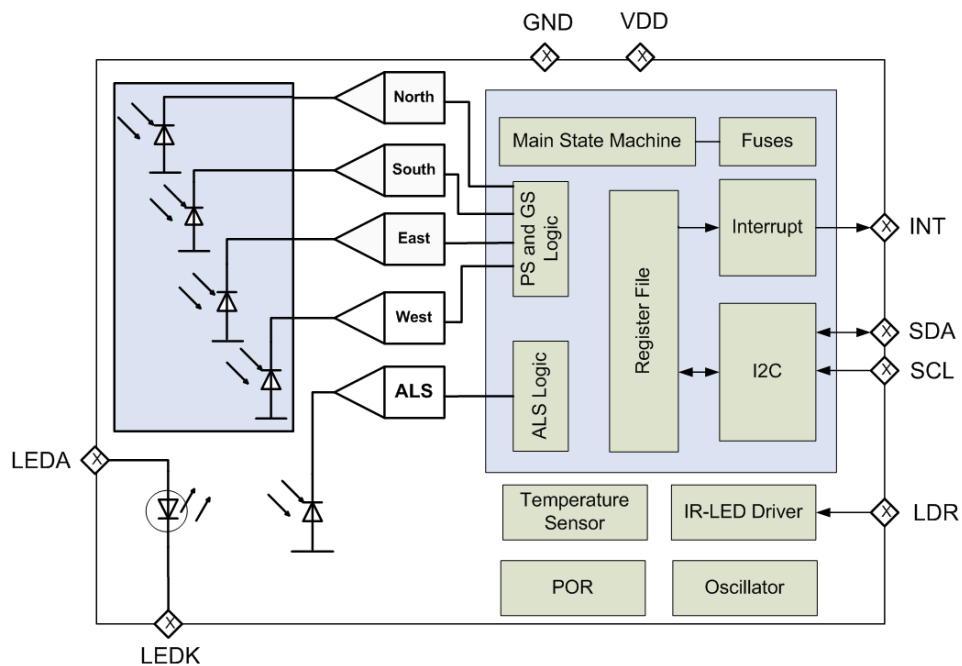 GND
VDD
North
South
East
West
ALS
Main State Machine
Fuses
PS and GS
Logic
ALS Logic
Register File
Interrupt
I2C
INT
SDA
SCL
LEDA
LEDK
Temperature
Sensor
IR-LED Driver
LDR
POR
Oscillator